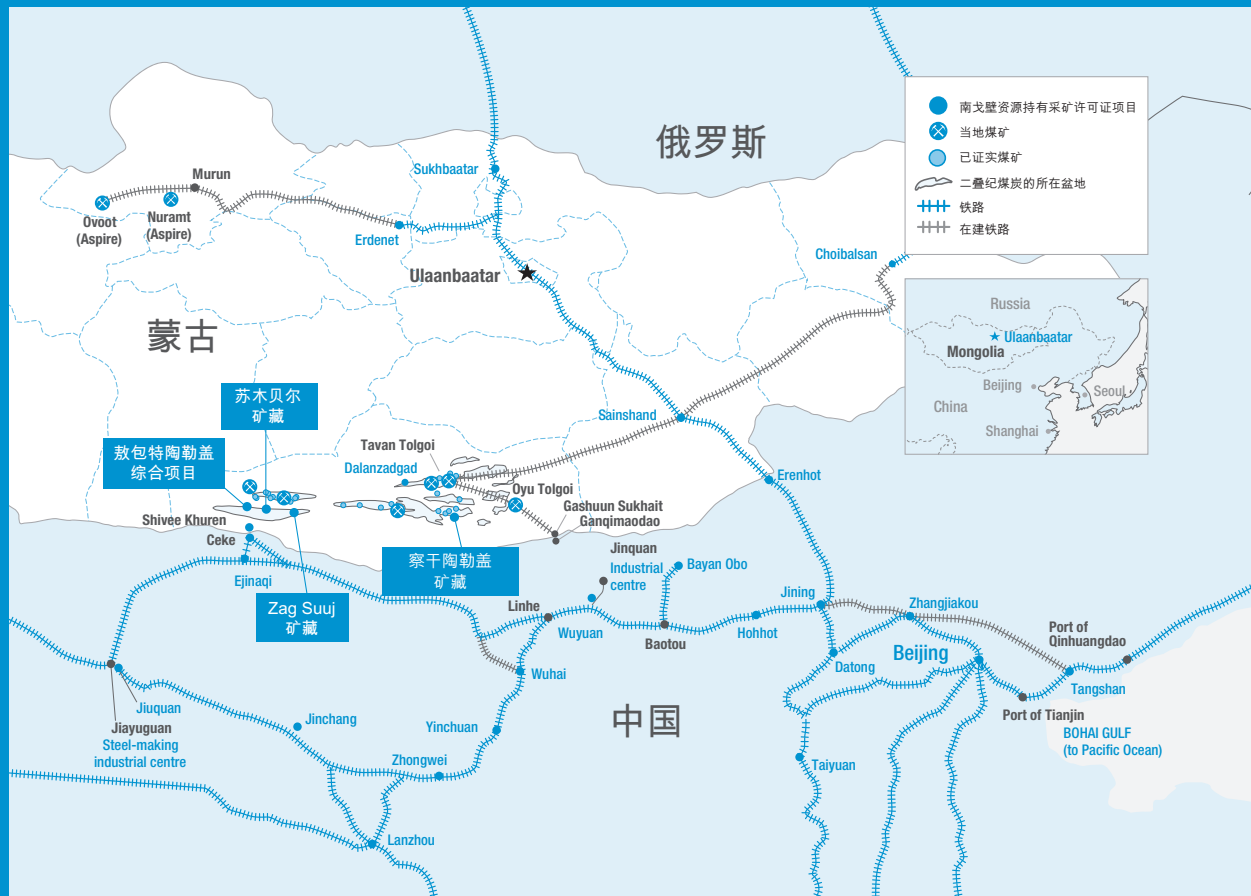 俄罗斯
南戈壁资源持有采矿许可证项目
当地煤矿
已证实煤矿
二叠纪煤炭的所在盆地
铁路
在建铁路
Murun
Sukhbaatar
Ovoot
(Aspire)
Nuramt
(Aspire)
Erdenet
Ulaanbaatar
Choibalsan
蒙古
Russia
Ulaanbaatar
Mongolia
Beijing
Seoul
China
Shanghai
苏木贝尔
矿藏
敖包特陶勒盖
综合项目
Sainshand
Tavan Tolgoi
Dalanzadgad
Oyu Tolgoi
Erenhot
Gashuun Sukhait
Ganqimaodao
Shivee Khuren
Ceke
Ejinaqi
察干陶勒盖
矿藏
Zag Suuj
矿藏
Jinquan
Industrial
centre
Bayan Obo
Linhe
Wuyuan
Baotou
Hohhot
Jining
Zhangjiakou
Port of
Qinhuangdao
Beijing
Datong
Tangshan
Wuhai
Jiuquan
Jiayuguan
Steel-making
industrial centre
Jinchang
Yinchuan
中国
Port of Tianjin
BOHAI GULF
(to Pacific Ocean)
Zhongwei
Taiyuan
Lanzhou